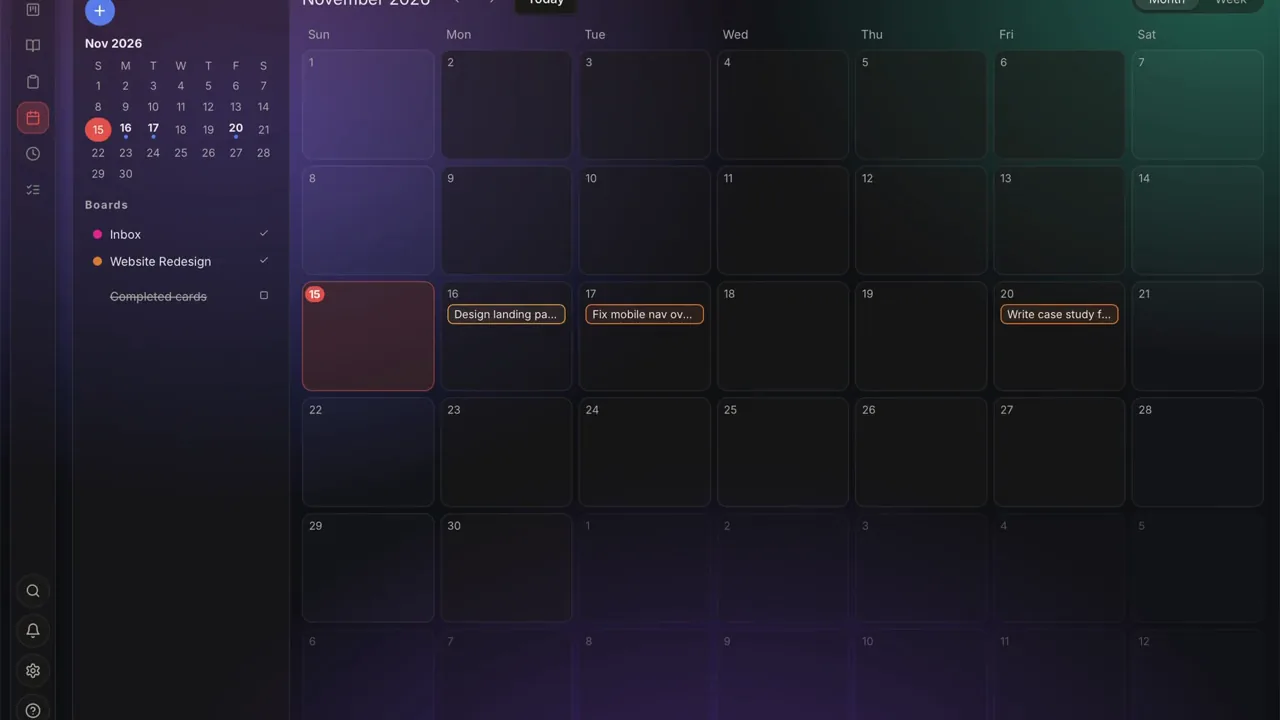 November 2026
Today
Month
Week
Nov 2026
S M T W T F S
1 2 3 4 5 6 7
8 9 10 11 12 13 14
15 16 17 18 19 20 21
22 23 24 25 26 27 28
29 30
Boards
Inbox
Website Redesign
Completed cards
Sun Mon Tue Wed Thu Fri Sat
1 2 3 4 5 6 7
8 9 10 11 12 13 14
15 16 17 18 19 20 21
Design landing pa... Fix mobile nav ov... Write case study f...
22 23 24 25 26 27 28
29 30 1 2 3 4 5
6 7 8 9 10 11 12